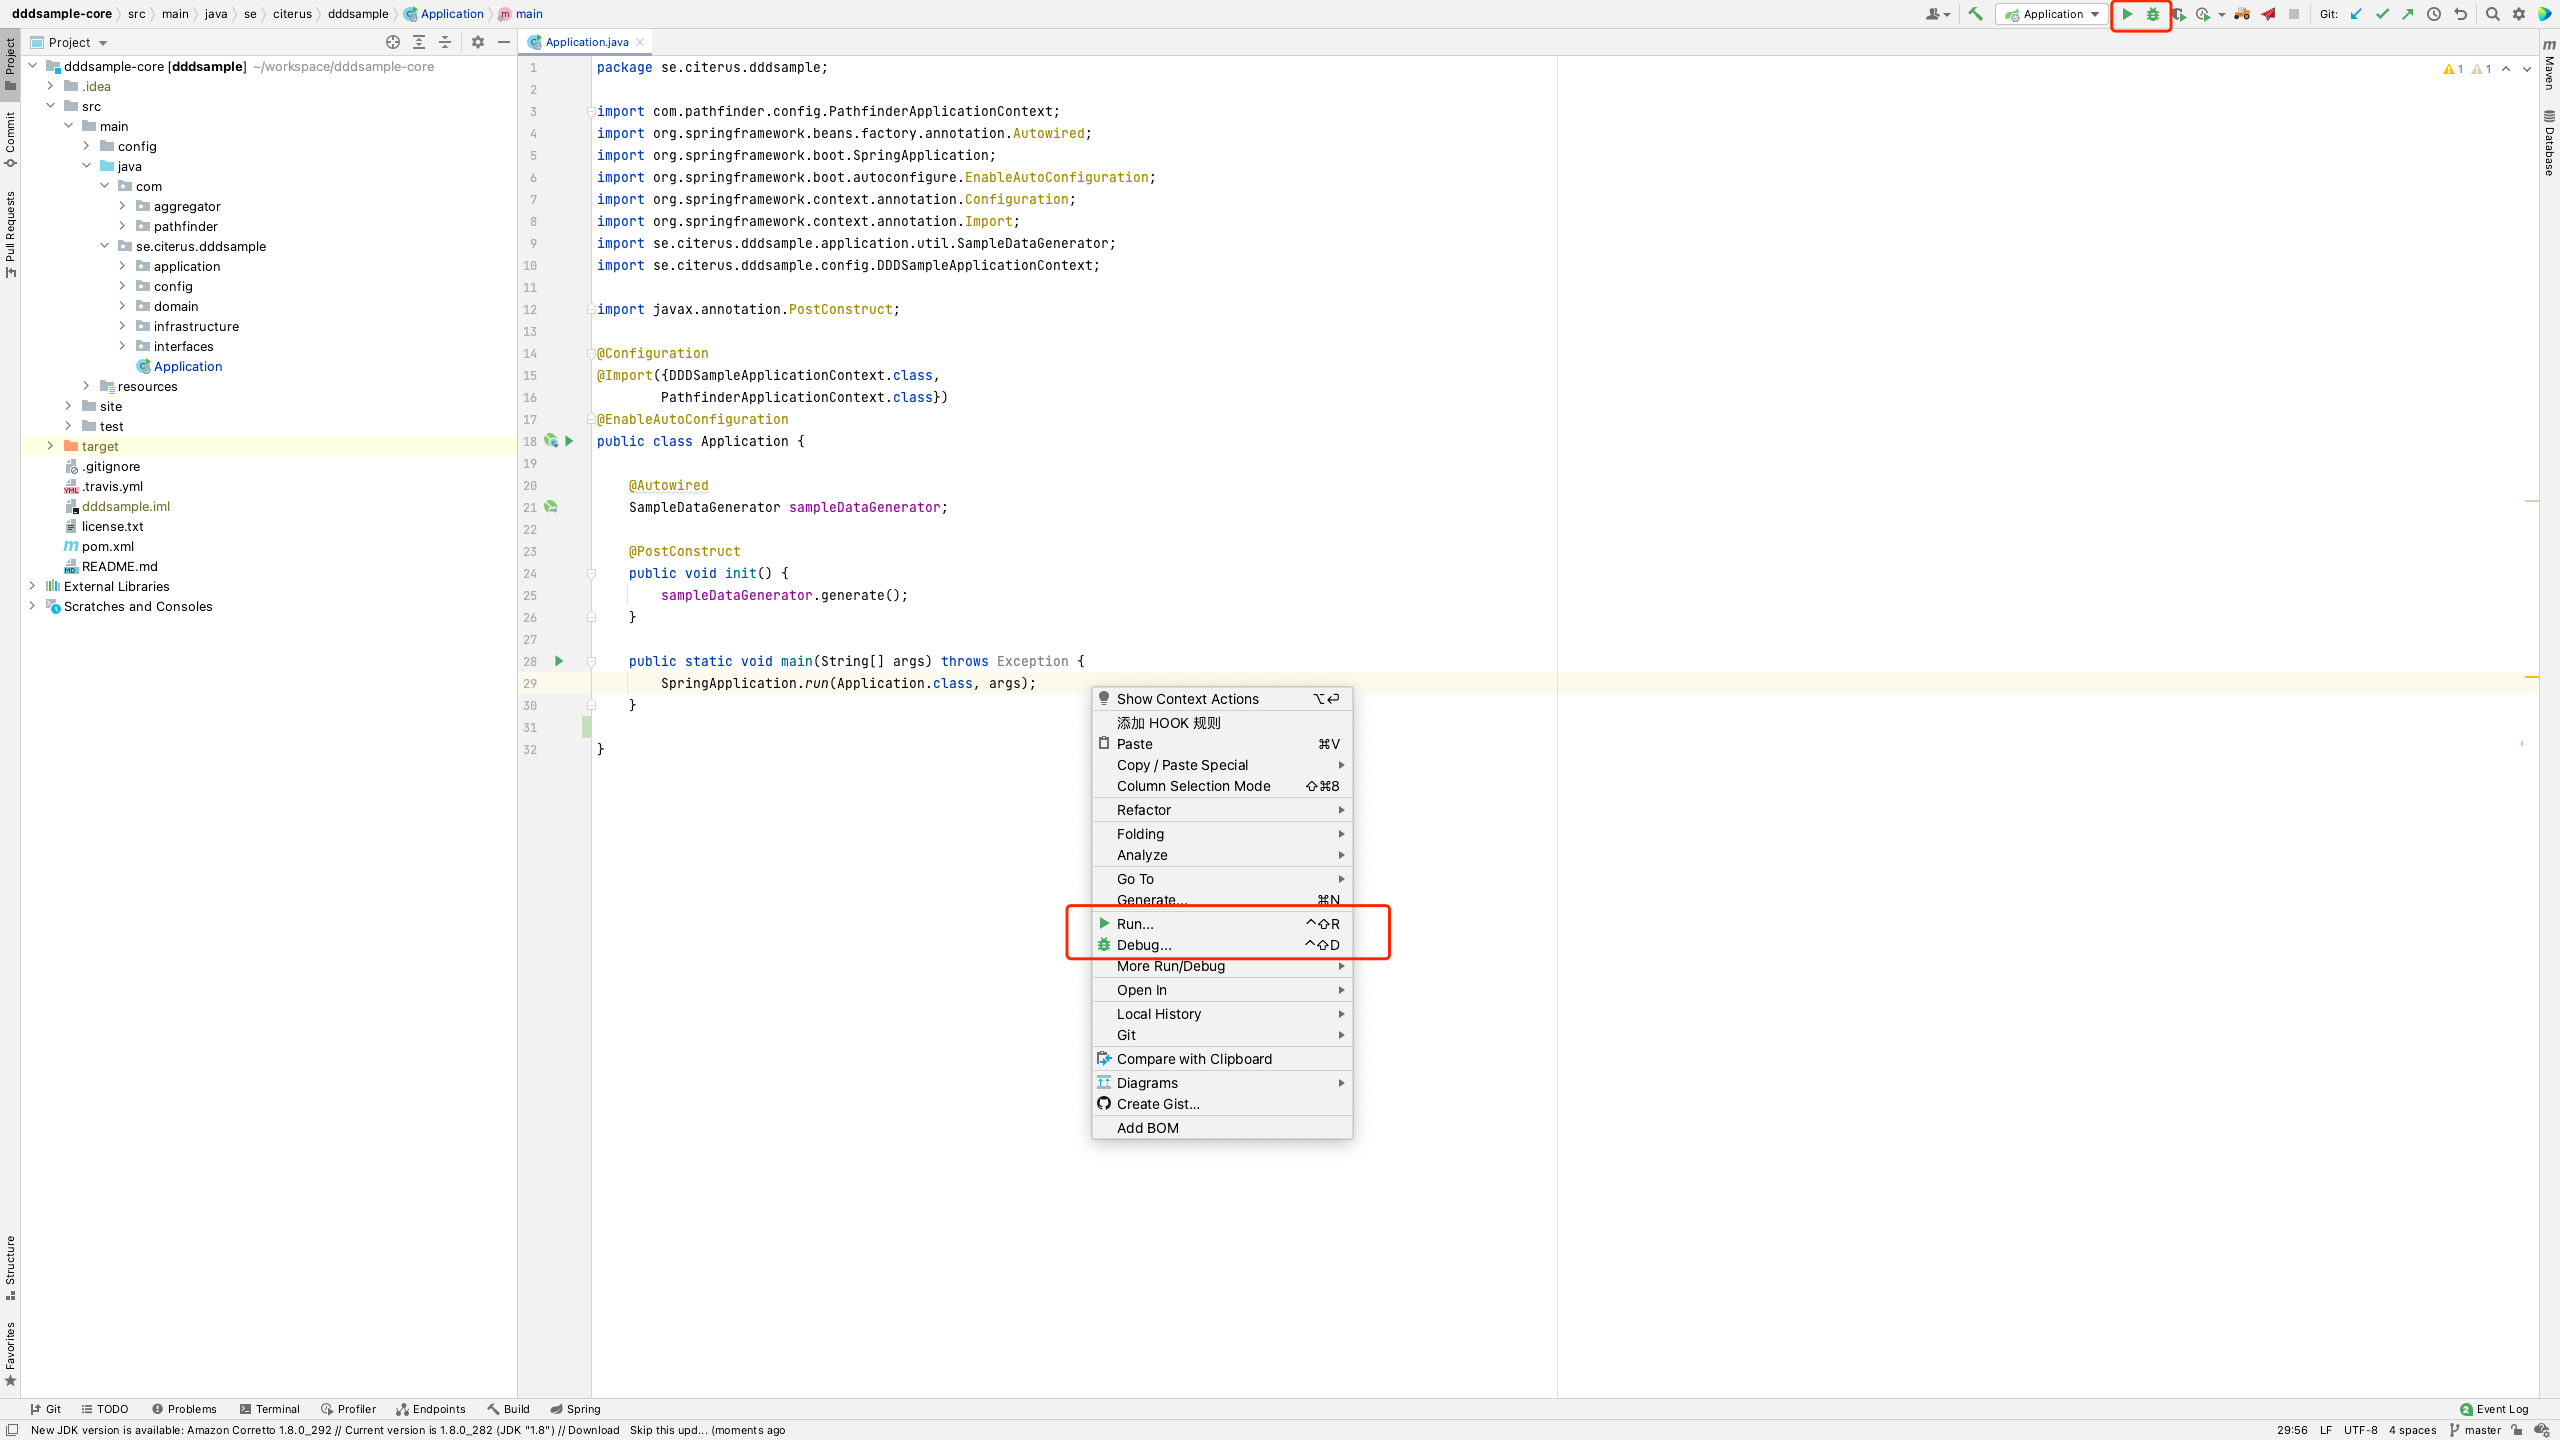 dddsample-core src main java se citerus dddsample Application main
Application Git:
Project
Application.java
dddsample-core [dddsample] ~/workspace/dddsample-core
.idea
src
main
config
java
com
aggregator
pathfinder
se.citerus.dddsample
application
config
domain
infrastructure
interfaces
Application
resources
site
test
target
.gitignore
.travis.yml
dddsample.iml
license.txt
pom.xml
README.md
External Libraries
Scratches and Consoles
Project
Commit
Pull Requests
Structure
Favorites
1 package se.citerus.dddsample;
2
3 import com.pathfinder.config.PathfinderApplicationContext;
4 import org.springframework.beans.factory.annotation.Autowired;
5 import org.springframework.boot.SpringApplication;
6 import org.springframework.boot.autoconfigure.EnableAutoConfiguration;
7 import org.springframework.context.annotation.Configuration;
8 import org.springframework.context.annotation.Import;
9 import se.citerus.dddsample.application.util.SampleDataGenerator;
10 import se.citerus.dddsample.config.DDDSampleApplicationContext;
11
12 import javax.annotation.PostConstruct;
13
14 @Configuration
15 @Import({DDDSampleApplicationContext.class,
16 PathfinderApplicationContext.class})
17 @EnableAutoConfiguration
18 public class Application {
19
20 @Autowired
21 SampleDataGenerator sampleDataGenerator;
22
23 @PostConstruct
24 public void init() {
25 sampleDataGenerator.generate();
26 }
27
28 public static void main(String[] args) throws Exception {
29 SpringApplication.run(Application.class, args);
30 }
31
32 }
1 1
Show Context Actions ⌥⏎
添加 HOOK 规则
Paste ⌘V
Copy / Paste Special
Column Selection Mode ⇧⌘8
Refactor
Folding
Analyze
Go To
Generate... ⌘N
Run... ^⇧R
Debug... ^⇧D
More Run/Debug
Open In
Local History
Git
Compare with Clipboard
Diagrams
Create Gist...
Add BOM
m Maven
Database
Git TODO Problems Terminal Profiler Endpoints Build Spring
2 Event Log
New JDK version is available: Amazon Corretto 1.8.0_292 // Current version is 1.8.0_282 (JDK "1.8") // Download Skip this upd... (moments ago
29:56 LF UTF-8 4 spaces master